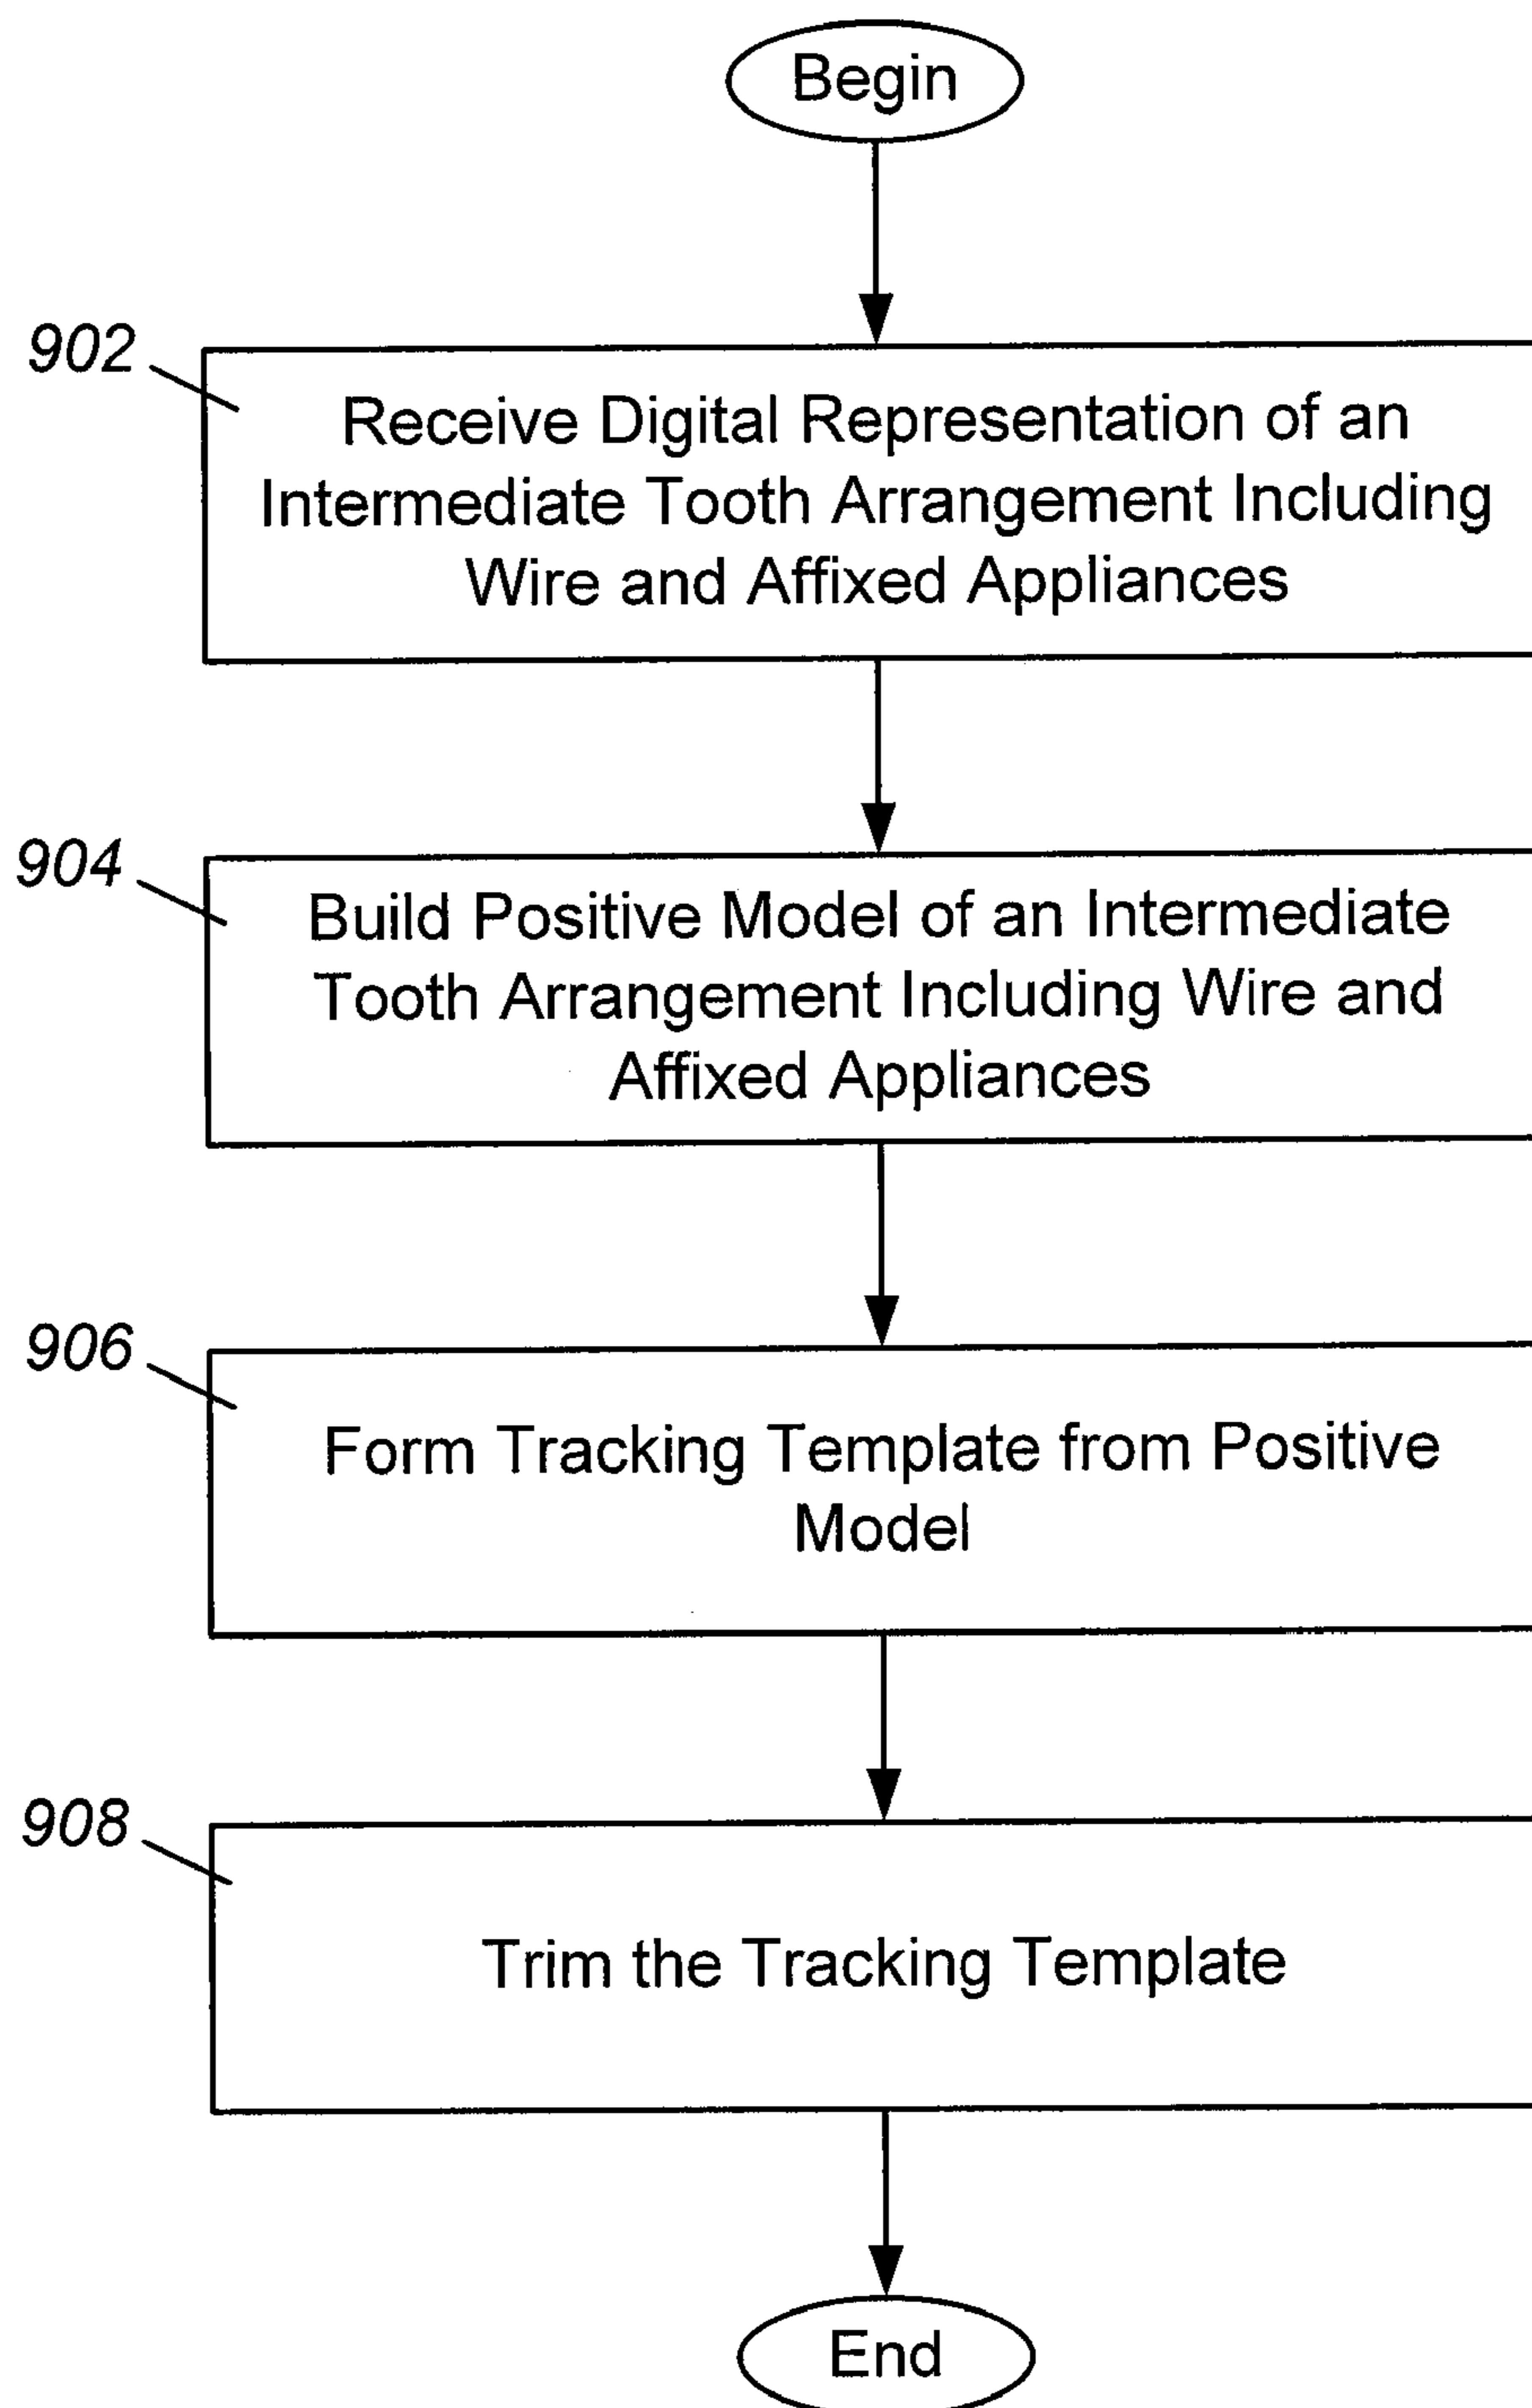 Begin
902
Receive Digital Representation of an
Intermediate Tooth Arrangement Including
Wire and Affixed Appliances
904
Build Positive Model of an Intermediate
Tooth Arrangement Including Wire and
Affixed Appliances
906
Form Tracking Template from Positive
Model
908
Trim the Tracking Template
End